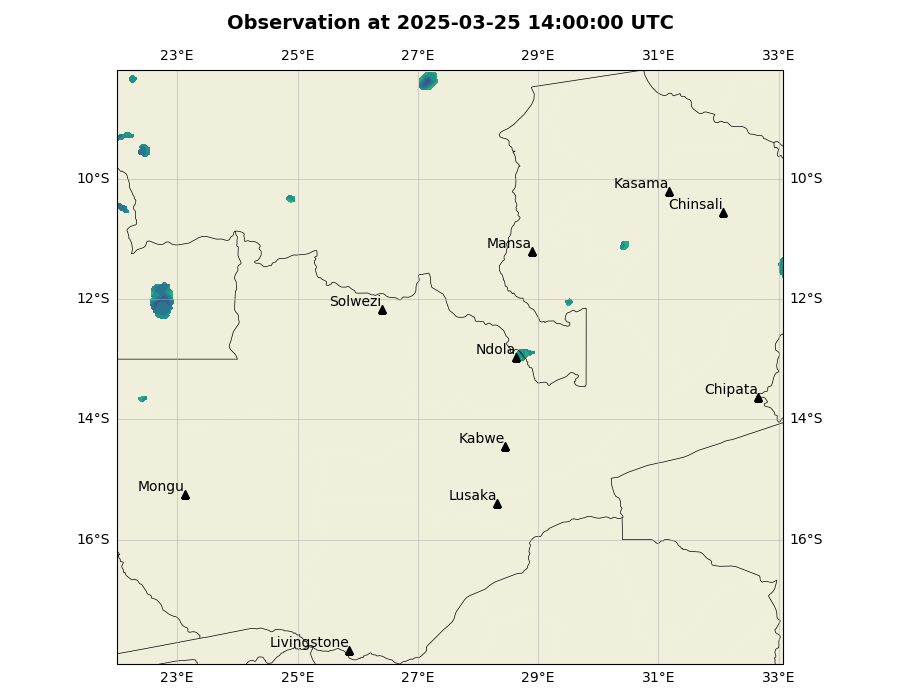 Observation at 2025-03-25 14:00:00 UTC
23°E 25°E 27°E 29°E 31°E 33°E
10°S 10°S
Kasama
Chinsali
Mansa
12°S 12°S
Solwezi
Ndola
Chipata
14°S 14°S
Kabwe
Mongu
Lusaka
16°S 16°S
Livingstone
23°E 25°E 27°E 29°E 31°E 33°E